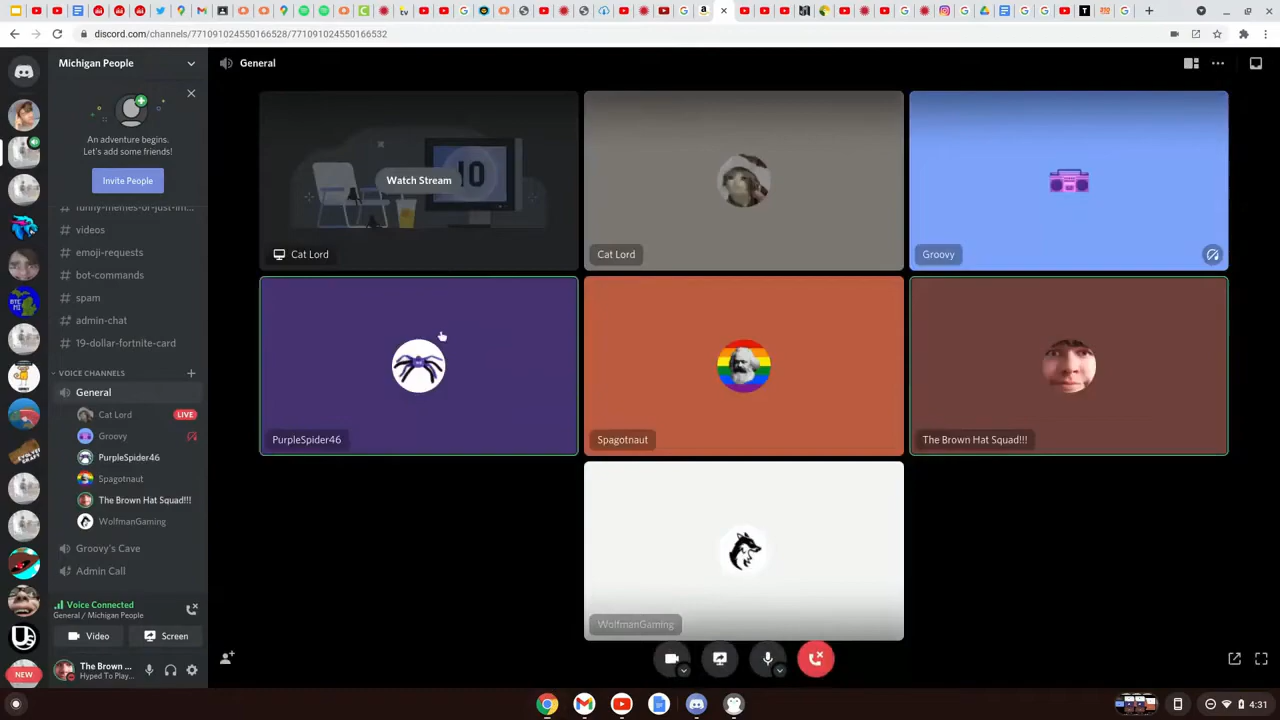 discord.com/channels/771091024550166528/771091024550166532
Michigan People
General
An adventure begins.
Let's add some friends!
Invite People
funny-memes-or-just-im...
videos
emoji-requests
bot-commands
spam
admin-chat
19-dollar-fortnite-card
VOICE CHANNELS
General
Cat Lord
LIVE
Groovy
PurpleSpider46
Spagotnaut
The Brown Hat Squad!!!
WolfmanGaming
Groovy's Cave
Admin Call
Voice Connected
General / Michigan People
Video
Screen
The Brown ...
Hyped To Play...
NEW
10
Watch Stream
Cat Lord
Cat Lord
Groovy
PurpleSpider46
Spagotnaut
The Brown Hat Squad!!!
WolfmanGaming
4:31